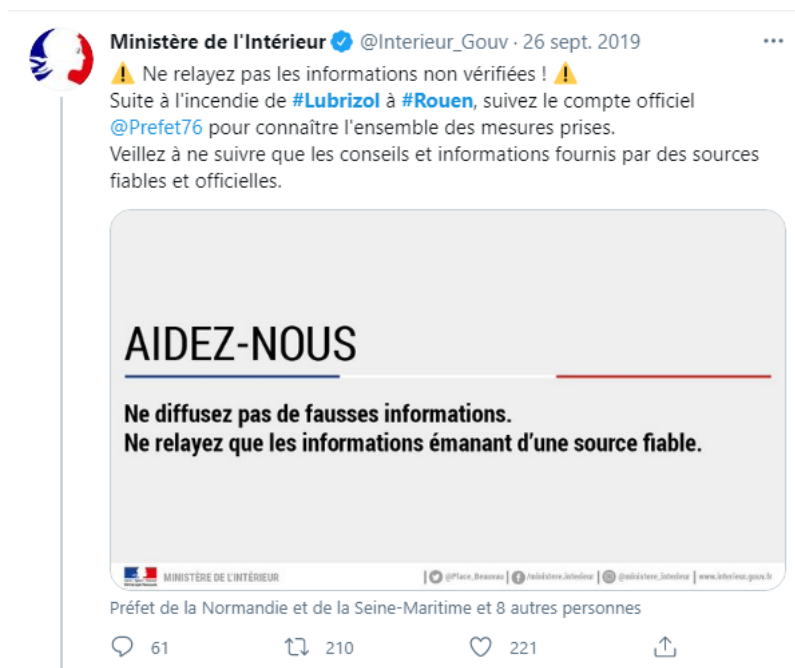 Ministère de l'Intérieur @Interieur_Gouv · 26 sept. 2019
⚠ Ne relayez pas les informations non vérifiées ! ⚠
Suite à l'incendie de #Lubrizol à #Rouen, suivez le compte officiel
@Prefet76 pour connaître l'ensemble des mesures prises.
Veillez à ne suivre que les conseils et informations fournis par des sources
fiables et officielles.
AIDEZ-NOUS
Ne diffusez pas de fausses informations.
Ne relayez que les informations émanant d'une source fiable.
MINISTÈRE DE L'INTÉRIEUR | @Place_Beauvau | /ministere.interieur | @ministere_interieur | www.interieur.gouv.fr
Préfet de la Normandie et de la Seine-Maritime et 8 autres personnes
61 210 221